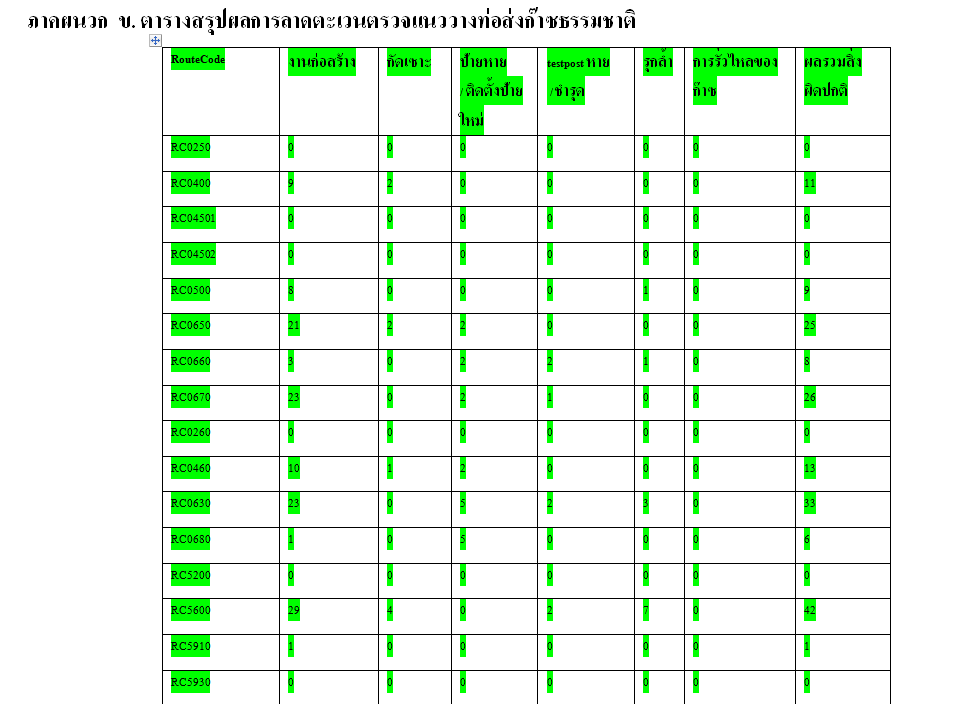 ภาคผนวก ข. ตารางสรุปผลการลาดตะเวนตรวจแนววางท่อส่งก๊าซธรรมชาติ
RouteCode งานก่อสร้าง กัดเซาะ ป้ายหาย /ติดตั้งป้าย ใหม่ testpost หาย /ชำรุด รุกล้ำ การรั่วไหลของ ก๊าซ ผลรวมสิ่ง ผิดปกติ
RC0250 0 0 0 0 0 0 0
RC0400 9 2 0 0 0 0 11
RC04501 0 0 0 0 0 0 0
RC04502 0 0 0 0 0 0 0
RC0500 8 0 0 0 1 0 9
RC0650 21 2 2 0 0 0 25
RC0660 3 0 2 2 1 0 8
RC0670 23 0 2 1 0 0 26
RC0260 0 0 0 0 0 0 0
RC0460 10 1 2 0 0 0 13
RC0630 23 0 5 2 3 0 33
RC0680 1 0 5 0 0 0 6
RC5200 0 0 0 0 0 0 0
RC5600 29 4 0 2 7 0 42
RC5910 1 0 0 0 0 0 1
RC5930 0 0 0 0 0 0 0